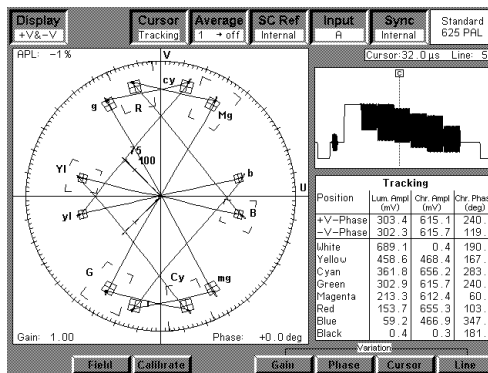 Display Cursor Average SC Ref Input Sync Standard
+V&-V Tracking 1 → off Internal A Internal 625 PAL
APL: -1% V
Cursor:32.0 µs Line: 5
cy
g R Mg
C
75
100
Yl b
U
yl B
G Cy mg
r
Gain: 1.00 Phase: +0.0 deg
Tracking
Position Lum. Ampl Chr. Ampl Chr. Phas
(mV) (mV) (deg)
+V-Phase 303.4 615.1 240.
-V-Phase 302.3 615.7 119.
White 689.1 0.4 190.
Yellow 458.6 468.4 167.
Cyan 361.8 656.2 283.
Green 302.9 615.7 240.
Magenta 213.3 612.4 60.
Red 153.7 655.3 103.
Blue 59.2 466.9 347.
Black 0.4 0.3 181.
Variation
Field Calibrate Gain Phase Cursor Line